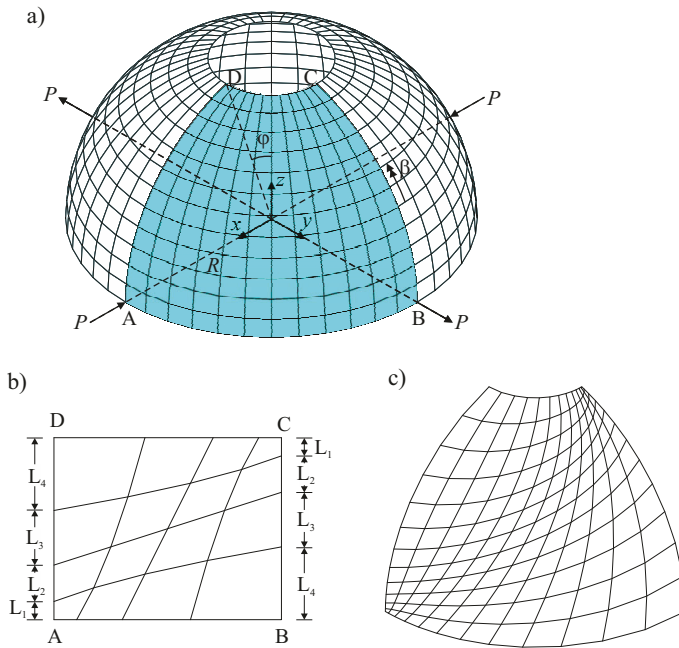 a)
D C
P P
φ
β
z
x y
R
P A B P
b) c)
D C
L₁
L₄ L₂
L₃ L₃
L₂
L₁ L₄
A B